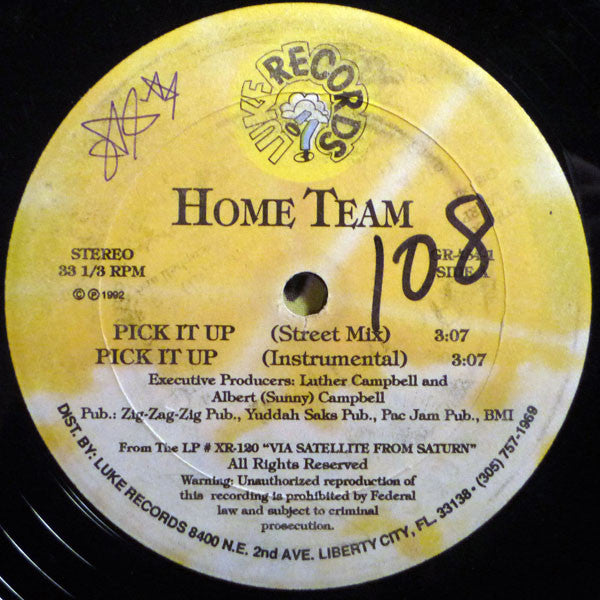 LUKE RECORDS
HOME TEAM
STEREO
33 1/3 RPM
SIDE A
℗ 1992
108
PICK IT UP (Street Mix) 3:07
PICK IT UP (Instrumental) 3:07
Executive Producers: Luther Campbell and
Albert (Sunny) Campbell
Pub.: Zig-Zag-Zig Pub., Yuddah Saks Pub., Pac Jam Pub., BMI
From The LP # XR-120 "VIA SATELLITE FROM SATURN"
All Rights Reserved
Warning: Unauthorized reproduction of
this recording is prohibited by Federal
law and subject to criminal
prosecution.
DIST. BY: LUKE RECORDS 8400 N.E. 2nd AVE. LIBERTY CITY, FL. 33138 • (305) 757-1969